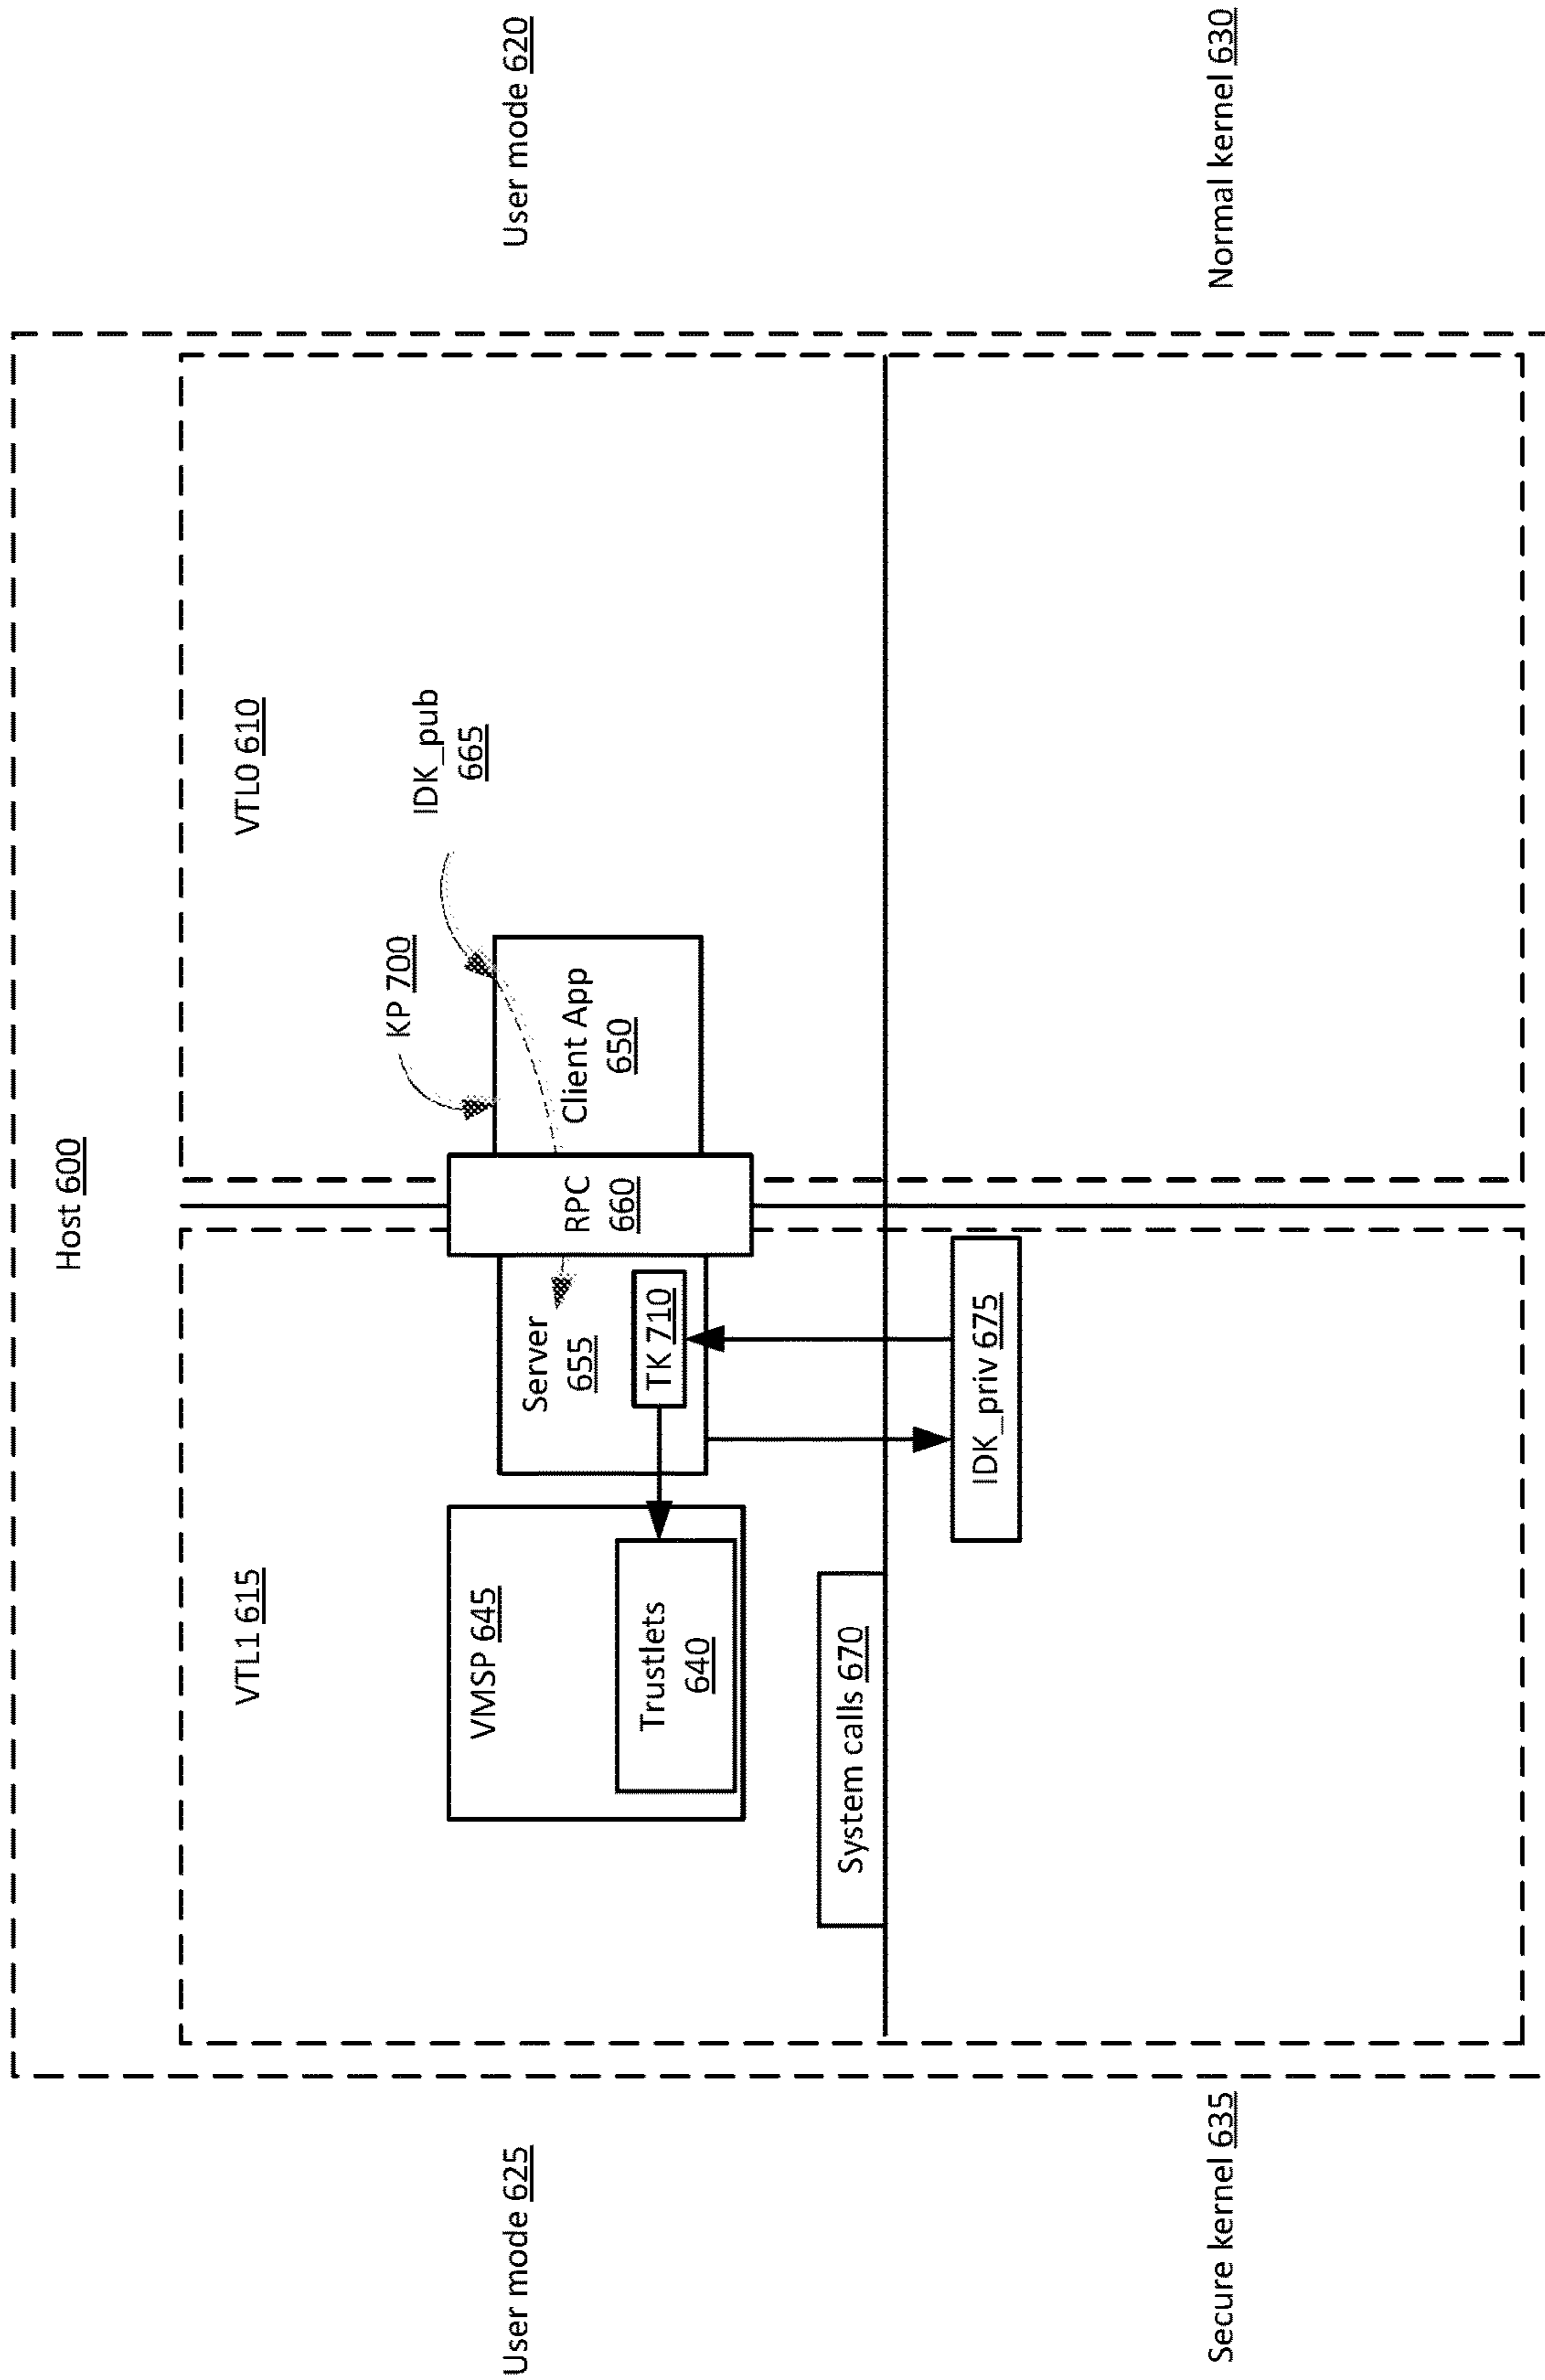 Host 600
VTL1 615
VTL0 610
User mode 625
VMSP 645
Trustlets
640
Server
655
TK 710
RPC
660
Client App
650
KP 700
IDK_pub
665
User mode 620
System calls 670
IDK_priv 675
Secure kernel 635
Normal kernel 630